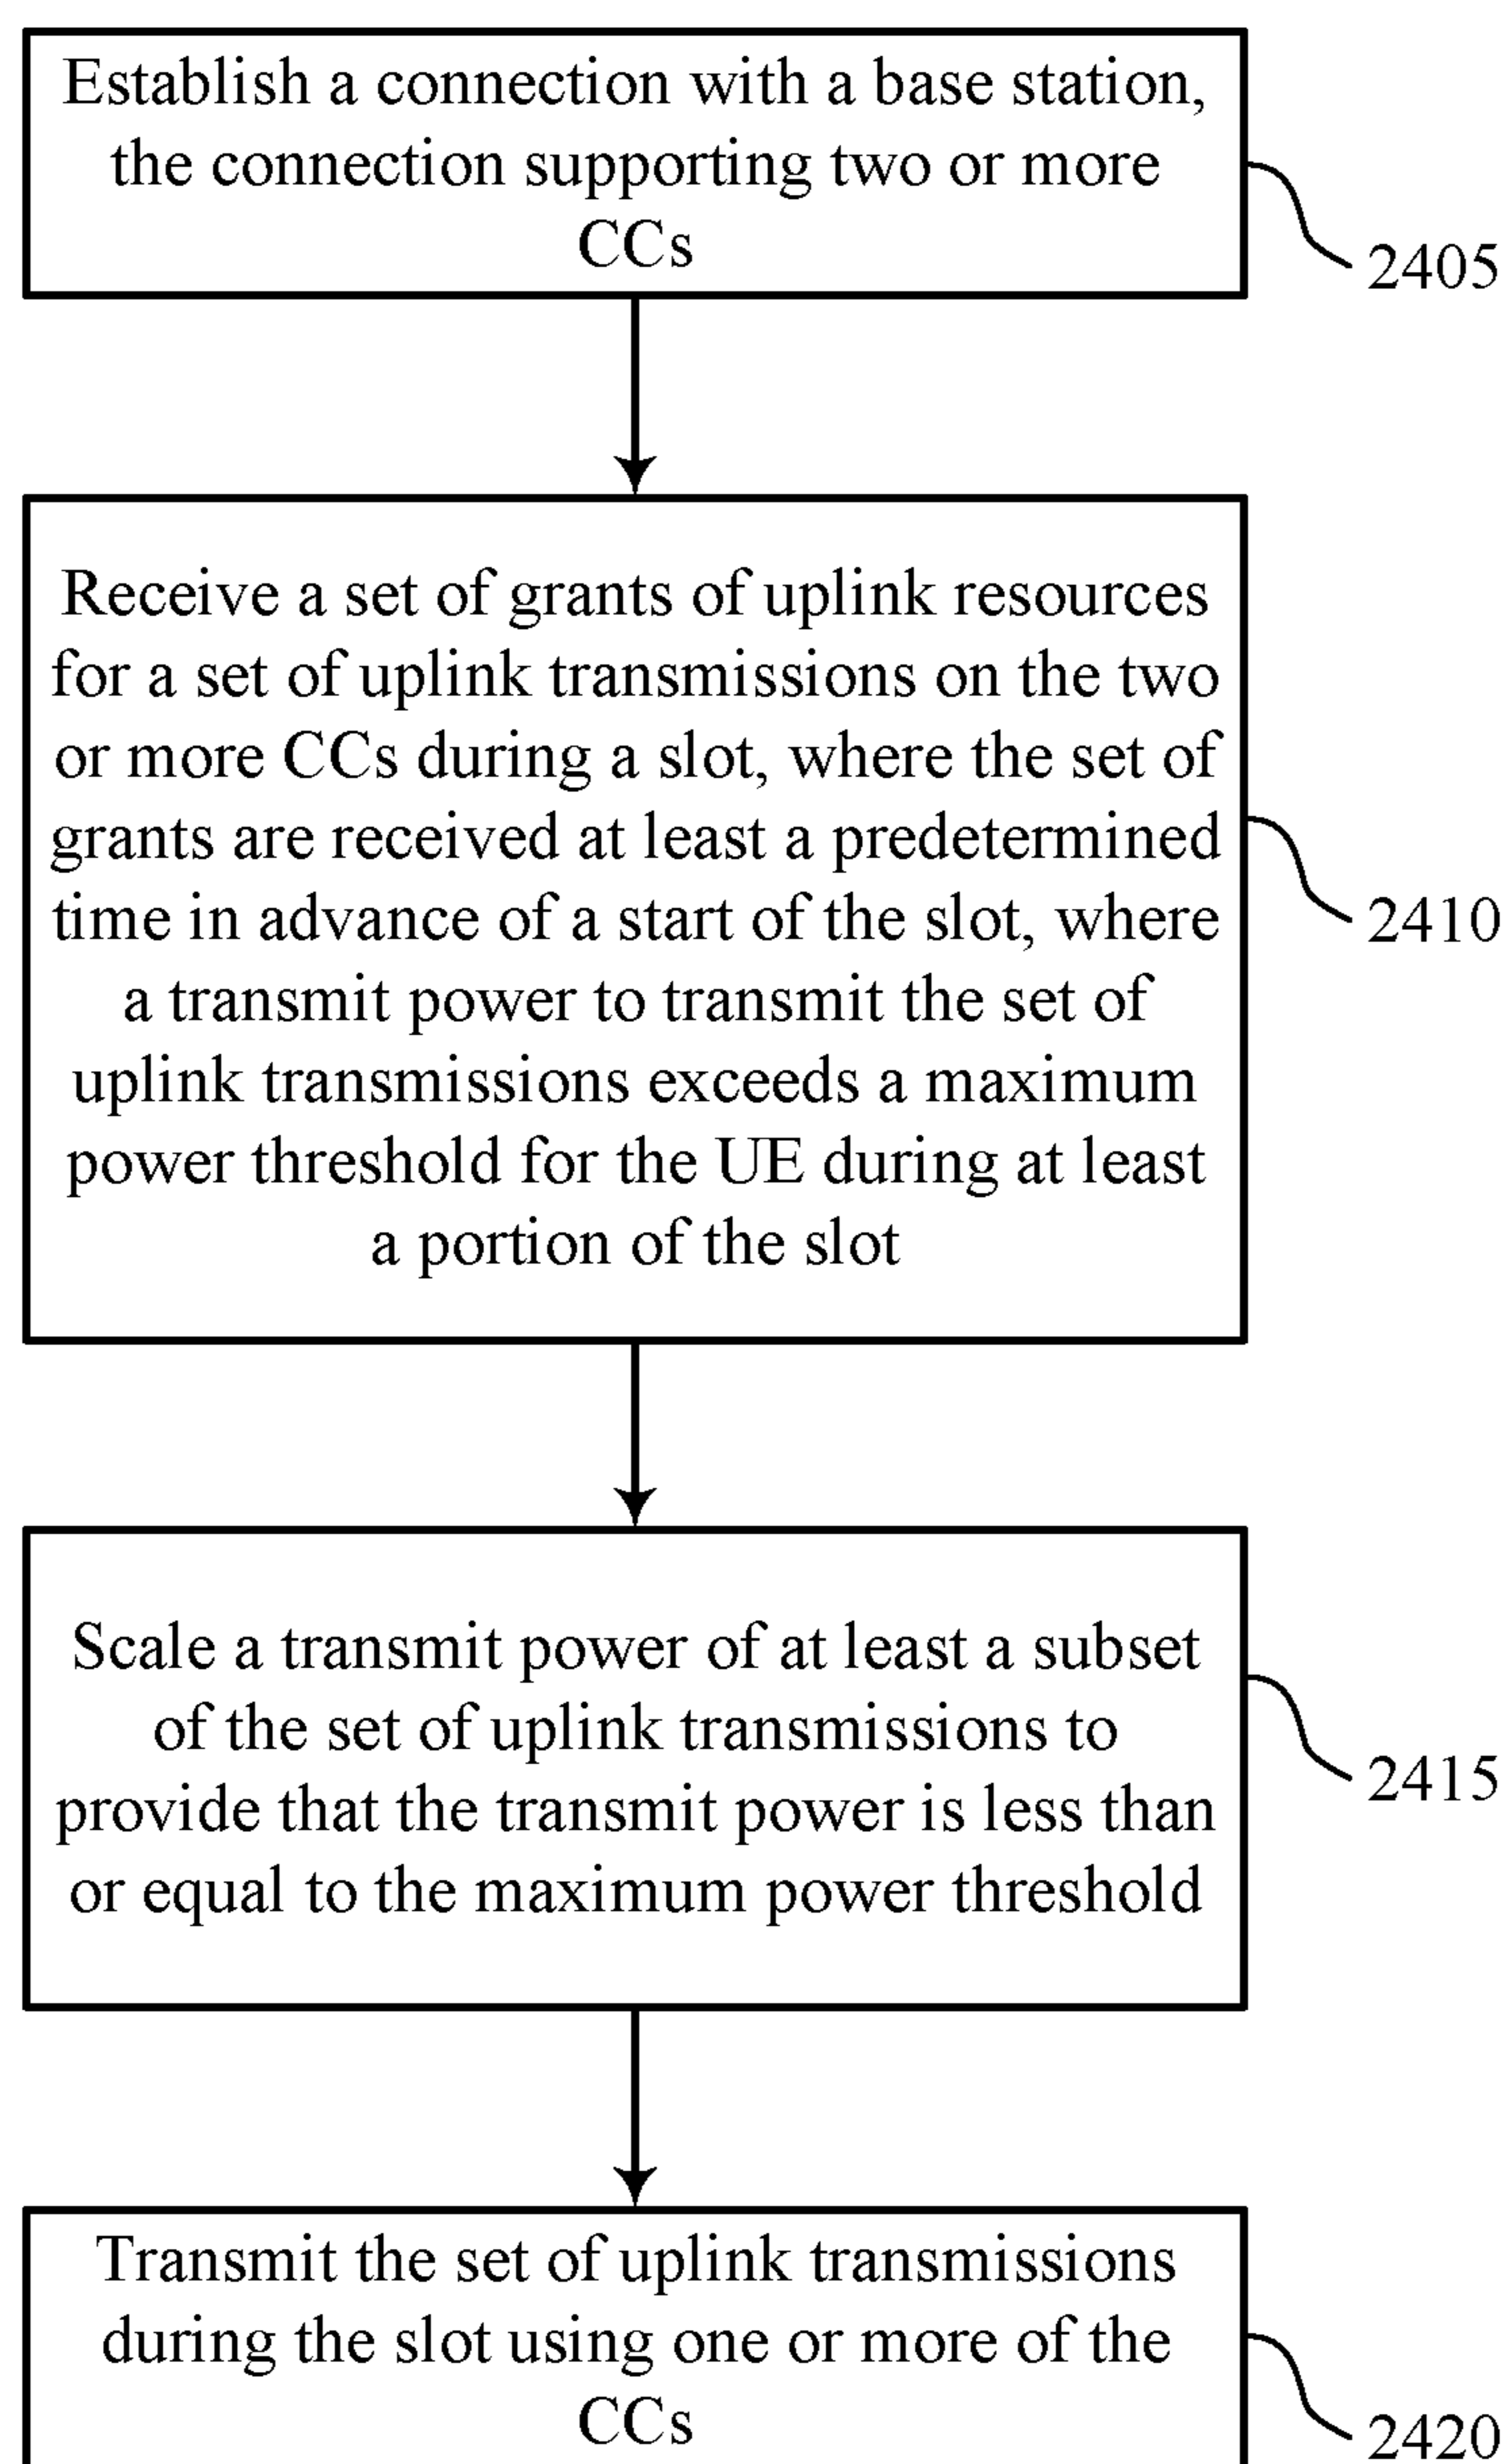 Establish a connection with a base station,
the connection supporting two or more
CCs
2405
Receive a set of grants of uplink resources
for a set of uplink transmissions on the two
or more CCs during a slot, where the set of
grants are received at least a predetermined
time in advance of a start of the slot, where
a transmit power to transmit the set of
uplink transmissions exceeds a maximum
power threshold for the UE during at least
a portion of the slot
2410
Scale a transmit power of at least a subset
of the set of uplink transmissions to
provide that the transmit power is less than
or equal to the maximum power threshold
2415
Transmit the set of uplink transmissions
during the slot using one or more of the
CCs
2420